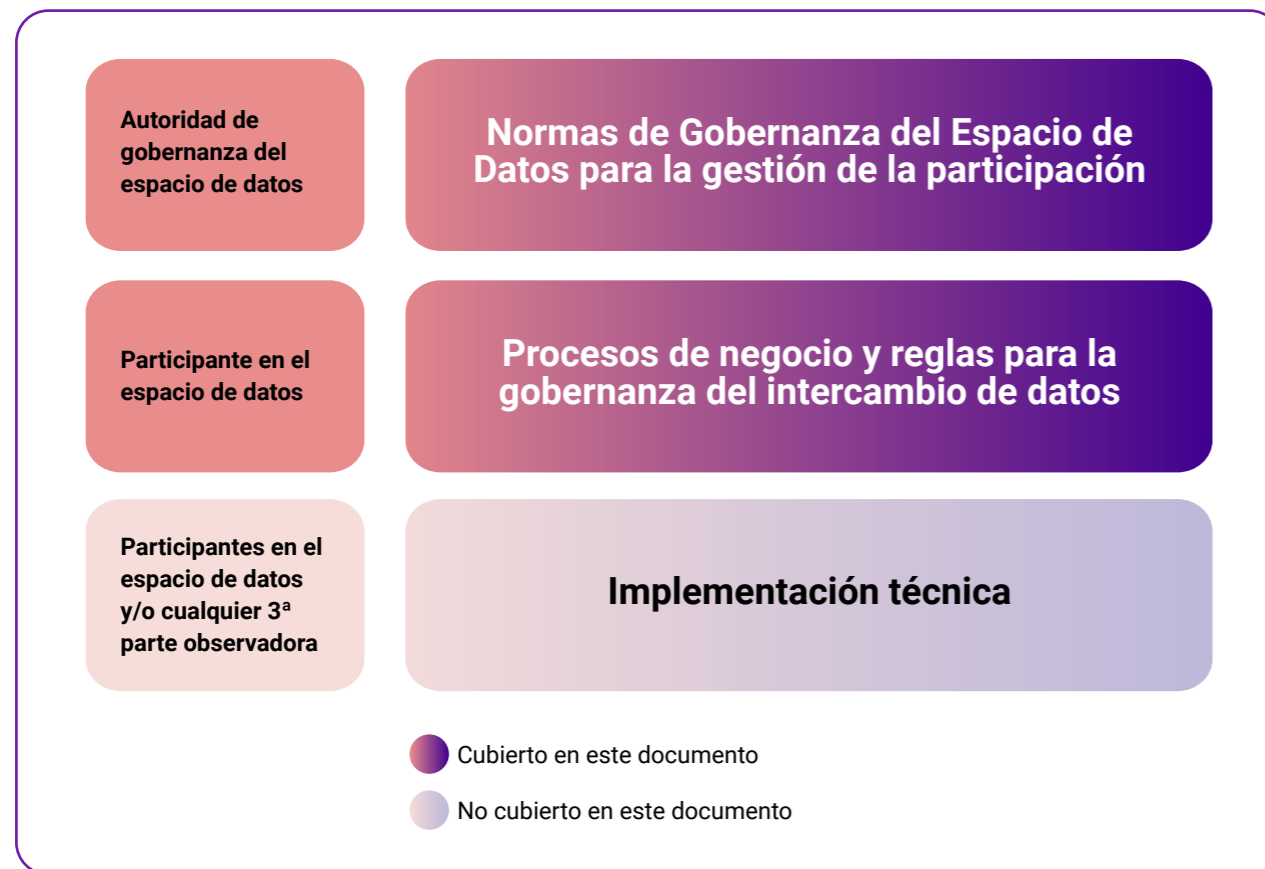 Autoridad de
gobernanza del
espacio de datos
Normas de Gobernanza del Espacio de
Datos para la gestión de la participación
Participante en el
espacio de datos
Procesos de negocio y reglas para la
gobernanza del intercambio de datos
Participantes en el
espacio de datos
y/o cualquier 3ª
parte observadora
Implementación técnica
Cubierto en este documento
No cubierto en este documento